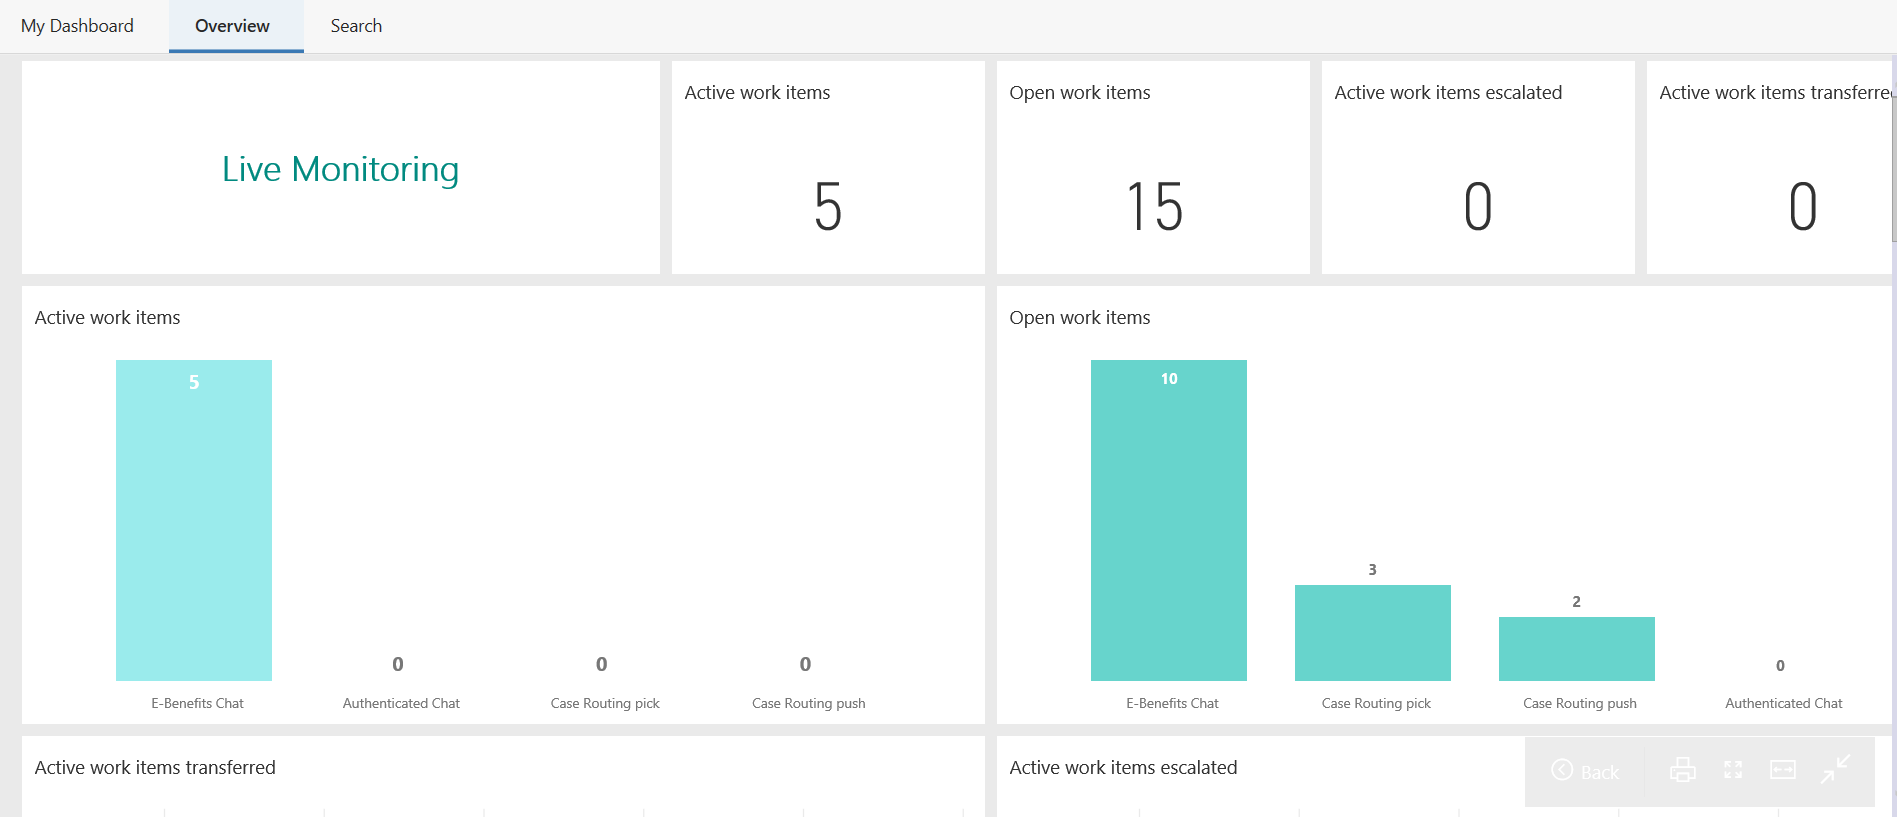 My Dashboard
Overview
Search
Live Monitoring
Active work items
5
Open work items
15
Active work items escalated
0
Active work items transferred
0
Active work items
5
0
0
0
E-Benefits Chat
Authenticated Chat
Case Routing pick
Case Routing push
Open work items
10
3
2
0
E-Benefits Chat
Case Routing pick
Case Routing push
Authenticated Chat
Active work items transferred
Active work items escalated
Back